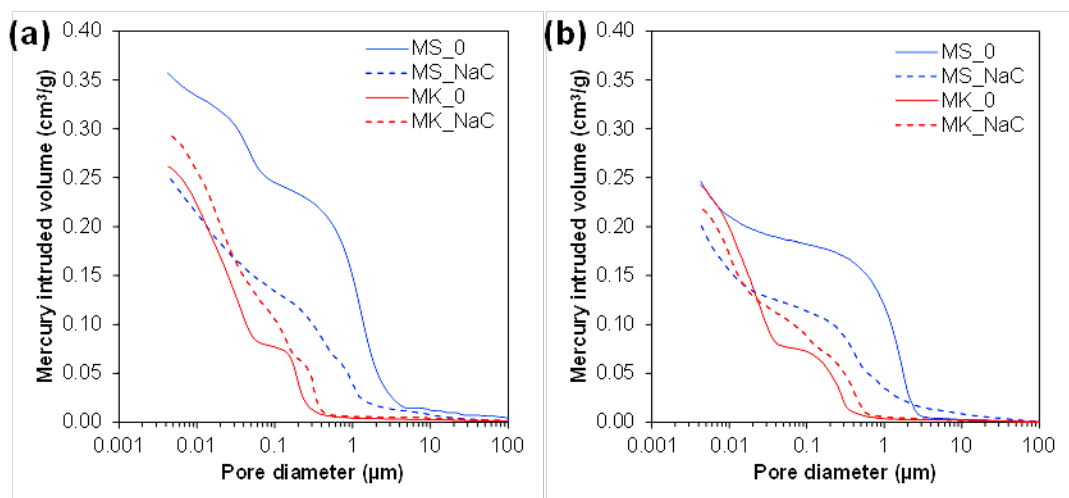 (a)
0.40
0.35
0.30
0.25
0.20
0.15
0.10
0.05
0.00
Mercury intruded volume (cm³/g)
0.001
0.01
0.1
1
10
100
Pore diameter (µm)
MS_0
MS_NaC
MK_0
MK_NaC
(b)
0.40
0.35
0.30
0.25
0.20
0.15
0.10
0.05
0.00
Mercury intruded volume (cm³/g)
0.001
0.01
0.1
1
10
100
Pore diameter (µm)
MS_0
MS_NaC
MK_0
MK_NaC